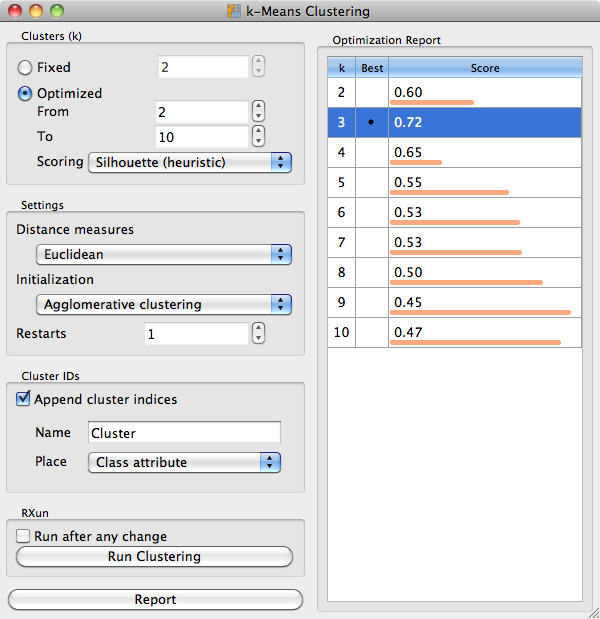 k-Means Clustering
Clusters (k)
Fixed 2
Optimized
From 2
To 10
Scoring Silhouette (heuristic)
Settings
Distance measures
Euclidean
Initialization
Agglomerative clustering
Restarts 1
Cluster IDs
Append cluster indices
Name Cluster
Place Class attribute
RXun
Run after any change
Run Clustering
Report
Optimization Report
k Best Score
2 0.60
3 • 0.72
4 0.65
5 0.55
6 0.53
7 0.53
8 0.50
9 0.45
10 0.47